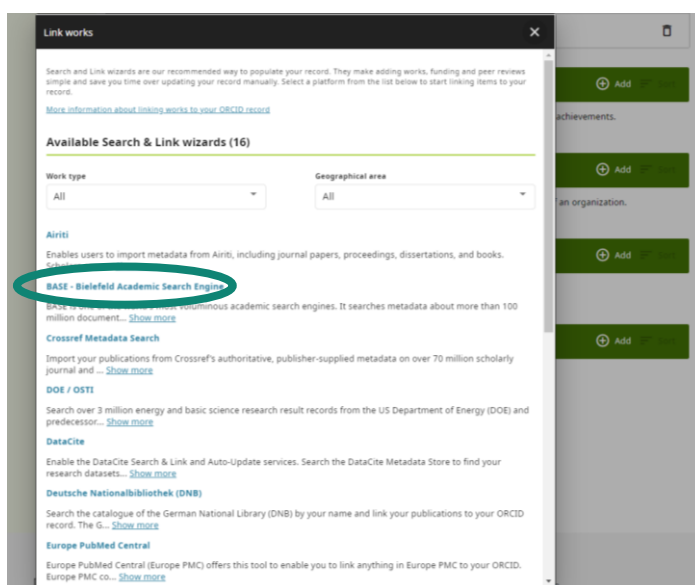 Link works
Search and Link wizards are our recommended way to populate your record. They make adding works, funding and peer reviews
simple and save you time over updating your record manually. Select a platform from the list below to start linking items to your
record.
More information about linking works to your ORCID record
Available Search & Link wizards (16)
Work type
Geographical area
All
All
Airiti
Enables users to import metadata from Airiti, including journal papers, proceedings, dissertations, and books.
BASE - Bielefeld Academic Search Engine
BASE is one of the world's most voluminous academic search engines. It searches metadata about more than 100
million document... Show more
Crossref Metadata Search
Import your publications from Crossref's authoritative, publisher-supplied metadata on over 70 million scholarly
journal and ... Show more
DOE / OSTI
Search over 3 million energy and basic science research result records from the US Department of Energy (DOE) and
predecessor... Show more
DataCite
Enable the DataCite Search & Link and Auto-Update services. Search the DataCite Metadata Store to find your
research datasets... Show more
Deutsche Nationalbibliothek (DNB)
Search the catalogue of the German National Library (DNB) by your name and link your publications to your ORCID
record. The G... Show more
Europe PubMed Central
Europe PubMed Central (Europe PMC) offers this tool to enable you to link anything in Europe PMC to your ORCID.
Europe PMC co... Show more
Add Sort
achievements.
Add Sort
an organization.
Add Sort
Add Sort